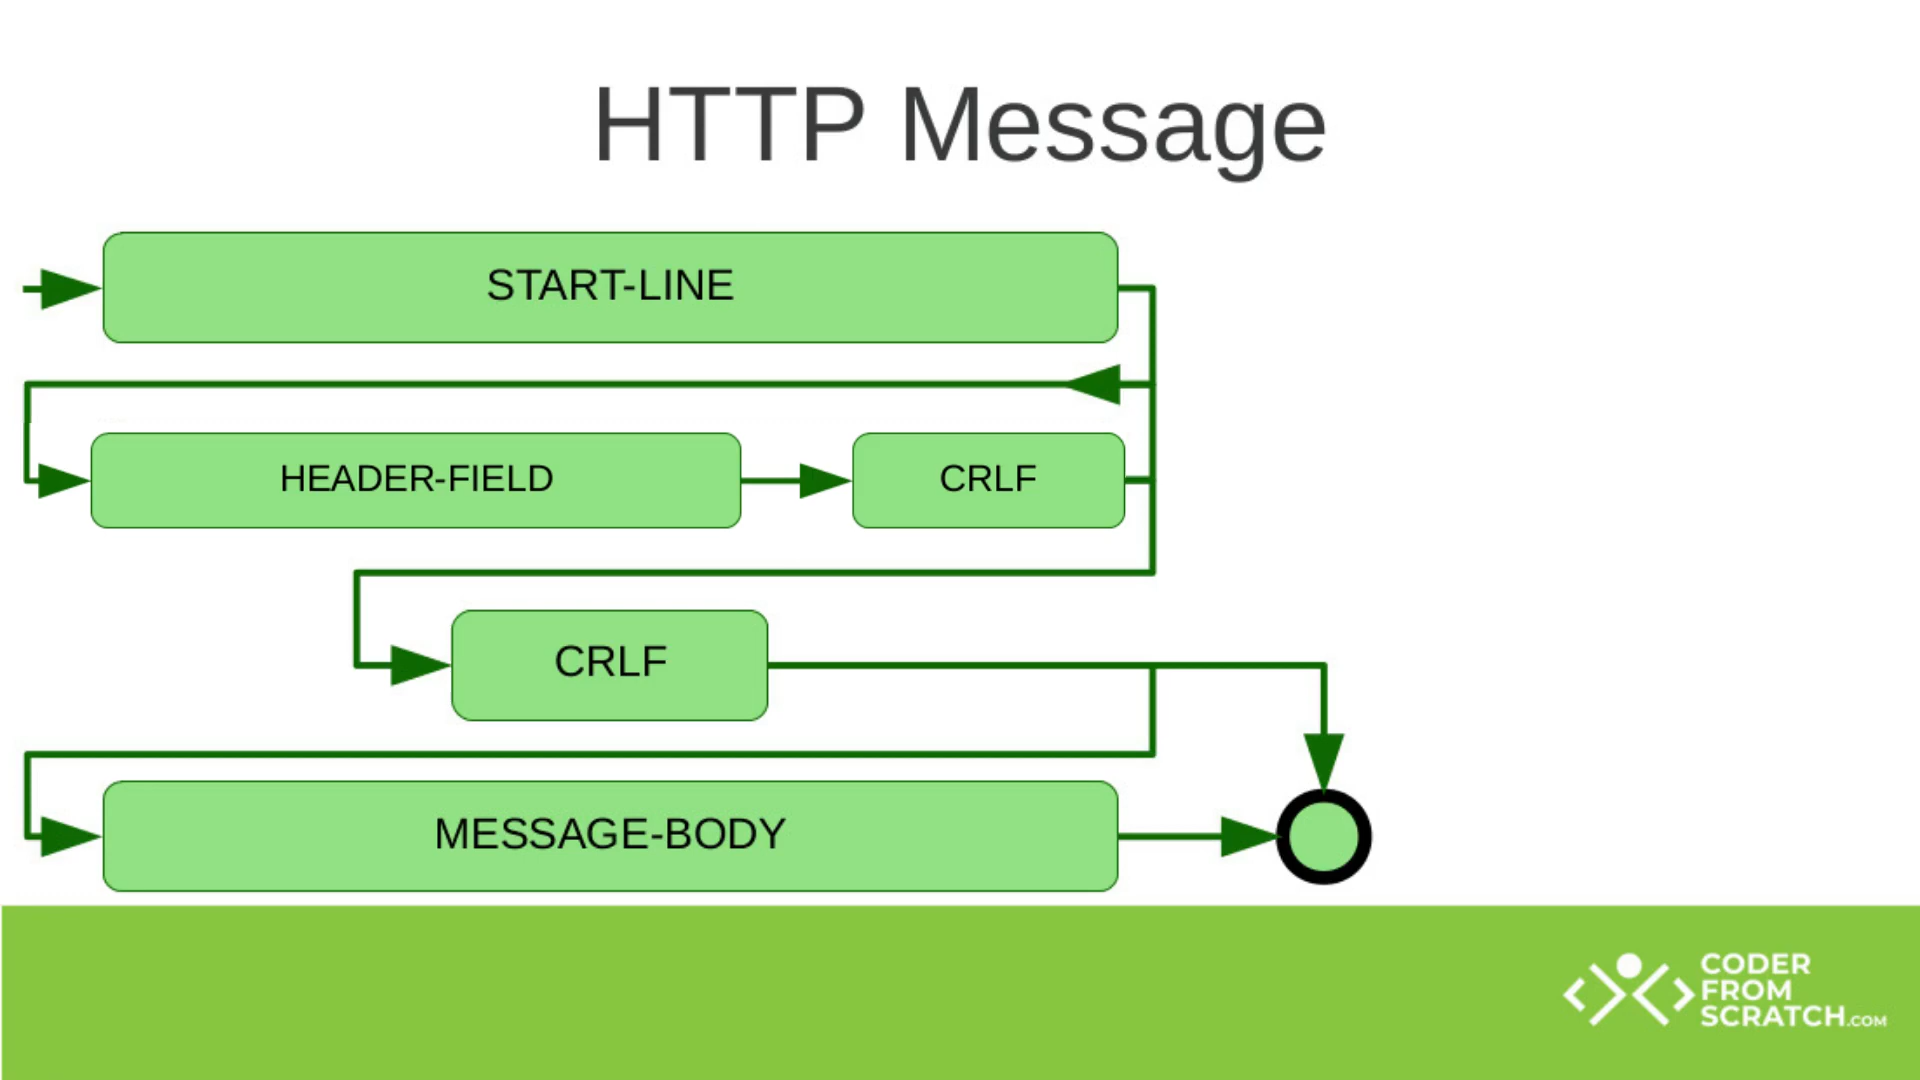 HTTP Message
START-LINE
HEADER-FIELD
CRLF
CRLF
MESSAGE-BODY
CODER
FROM
SCRATCH.COM